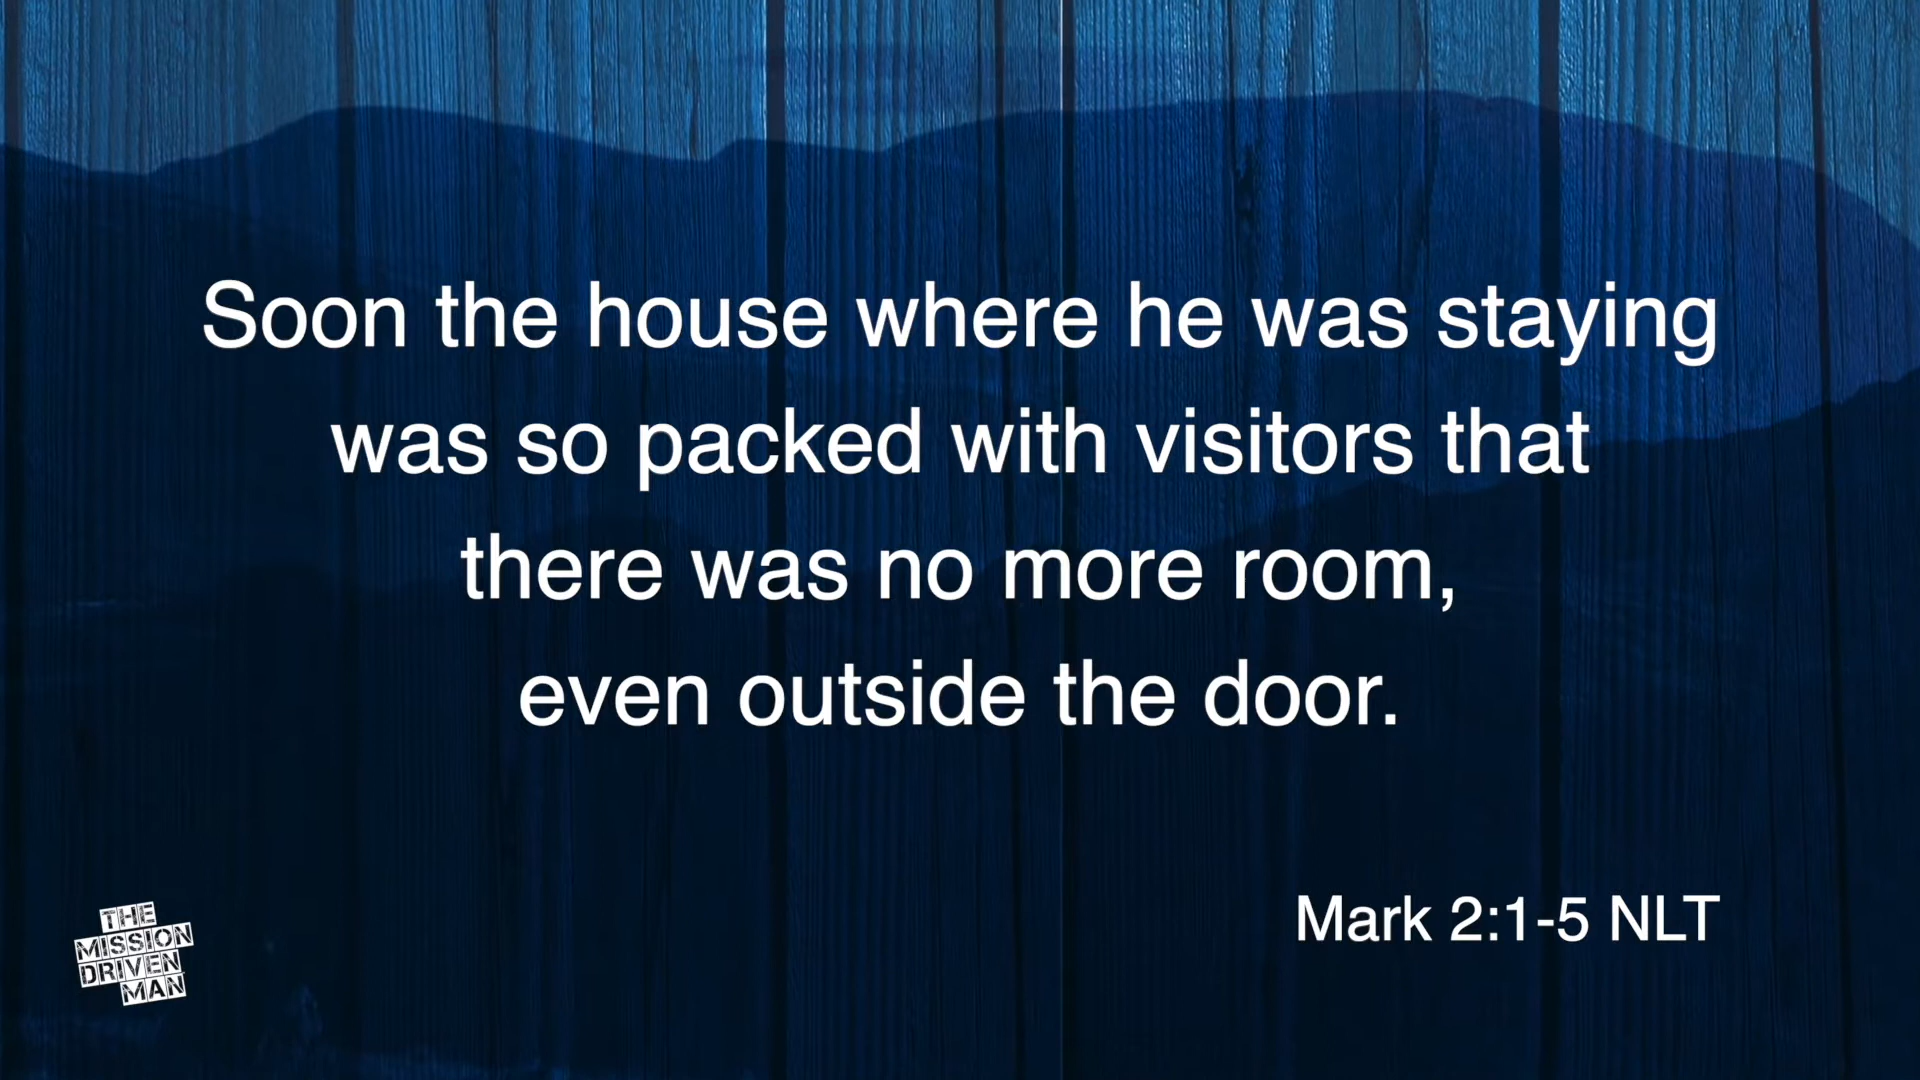 Soon the house where he was staying
was so packed with visitors that
there was no more room,
even outside the door.
Mark 2:1-5 NLT
THE
MISSION
DRIVEN
MAN